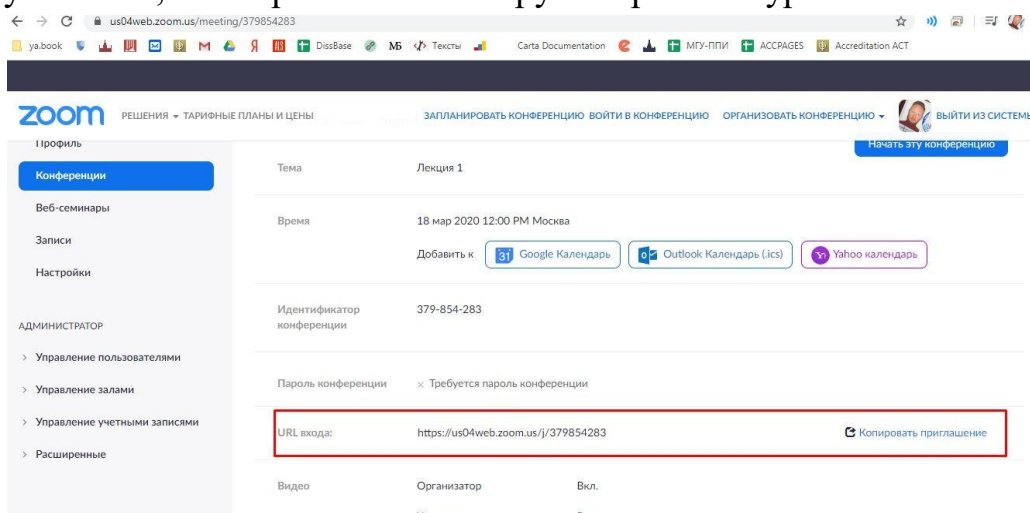 us04web.zoom.us/meeting/379854283
ya.book DissBase МБ Тексты Carta Documentation МГУ-ППИ ACCPAGES Accreditation ACT
zoom РЕШЕНИЯ ТАРИФНЫЕ ПЛАНЫ И ЦЕНЫ ЗАПЛАНИРОВАТЬ КОНФЕРЕНЦИЮ ВОЙТИ В КОНФЕРЕНЦИЮ ОРГАНИЗОВАТЬ КОНФЕРЕНЦИЮ ВЫЙТИ ИЗ СИСТЕМЫ
Профиль
Начать эту конференцию
Конференции
Тема Лекция 1
Веб-семинары
Время 18 мар 2020 12:00 PM Москва
Записи
Добавить к 31 Google Календарь Outlook Календарь (.ics) Yahoo календарь
Настройки
Идентификатор конференции 379-854-283
АДМИНИСТРАТОР
Управление пользователями
Пароль конференции × Требуется пароль конференции
Управление залами
Управление учетными записями
URL входа: https://us04web.zoom.us/j/379854283 Копировать приглашение
Расширенные
Видео Организатор Вкл.